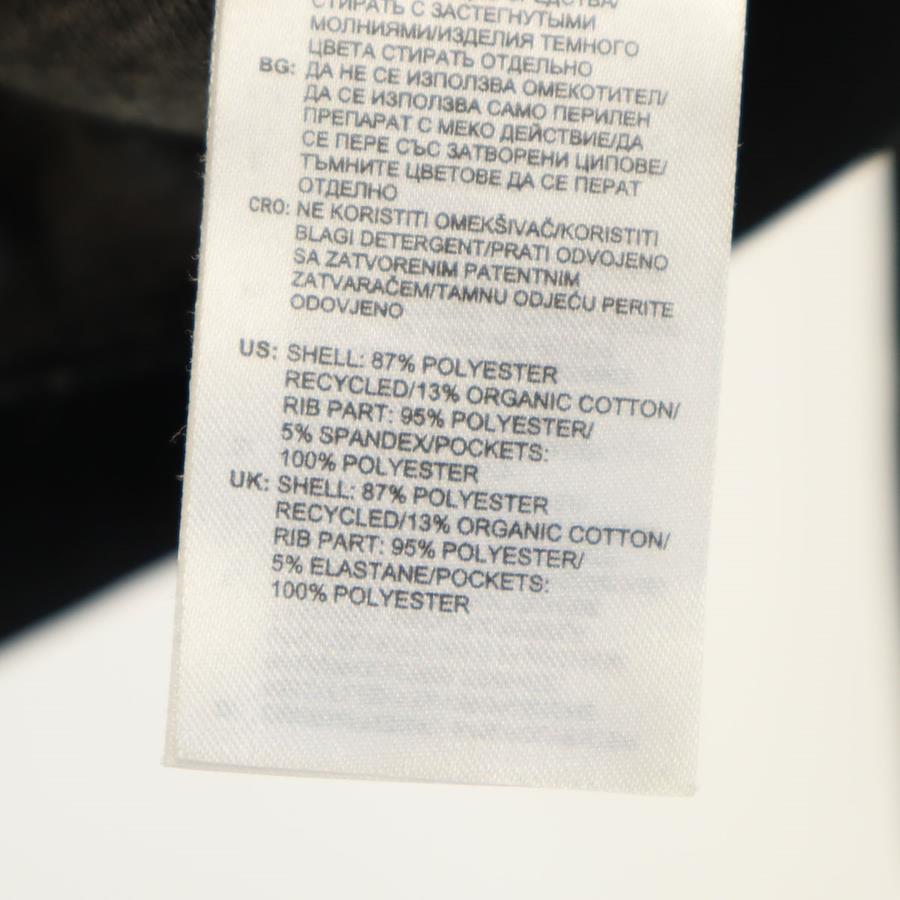 СТИРАТЬ С ЗАСТЕГНУТЫМИ
МОЛНИЯМИ/ИЗДЕЛИЯ ТЕМНОГО
ЦВЕТА СТИРАТЬ ОТДЕЛЬНО
BG: ДА НЕ СЕ ИЗПОЛЗВА ОМЕКОТИТЕЛ/
ДА СЕ ИЗПОЛЗВА САМО ПЕРИЛЕН
ПРЕПАРАТ С МЕКО ДЕЙСТВИЕ/ДА
СЕ ПЕРЕ СЪС ЗАТВОРЕНИ ЦИПОВЕ/
ТЪМНИТЕ ЦВЕТОВЕ ДА СЕ ПЕРАТ
ОТДЕЛНО
CRO: NE KORISTITI OMEKŠIVAČ/KORISTITI
BLAGI DETERGENT/PRATI ODVOJENO
SA ZATVORENIM PATENTNIM
ZATVARAČEM/TAMNU ODJEĆU PERITE
ODOVJENO
US: SHELL: 87% POLYESTER
RECYCLED/13% ORGANIC COTTON/
RIB PART: 95% POLYESTER/
5% SPANDEX/POCKETS:
100% POLYESTER
UK: SHELL: 87% POLYESTER
RECYCLED/13% ORGANIC COTTON/
RIB PART: 95% POLYESTER/
5% ELASTANE/POCKETS:
100% POLYESTER